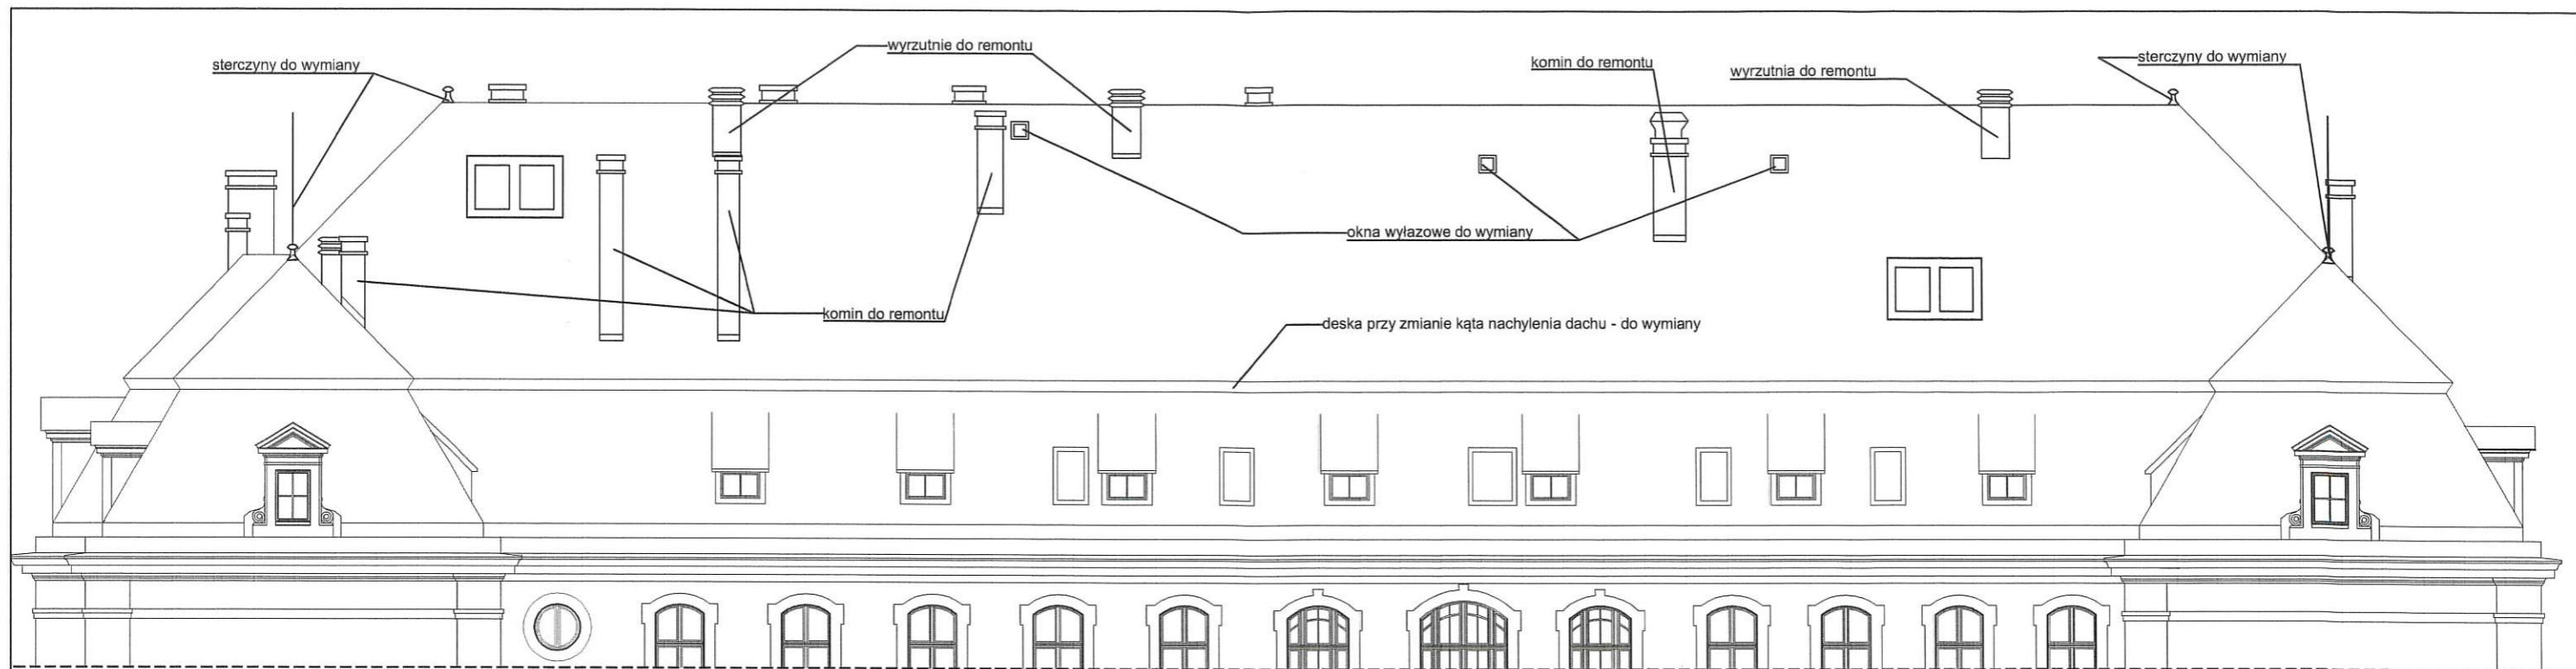 sterczyny do wymiany
wyrzutnie do remontu
komin do remontu
wyrzutnia do remontu
sterczyny do wymiany
okna wyłazowe do wymiany
komin do remontu
deska przy zmianie kąta nachylenia dachu - do wymiany